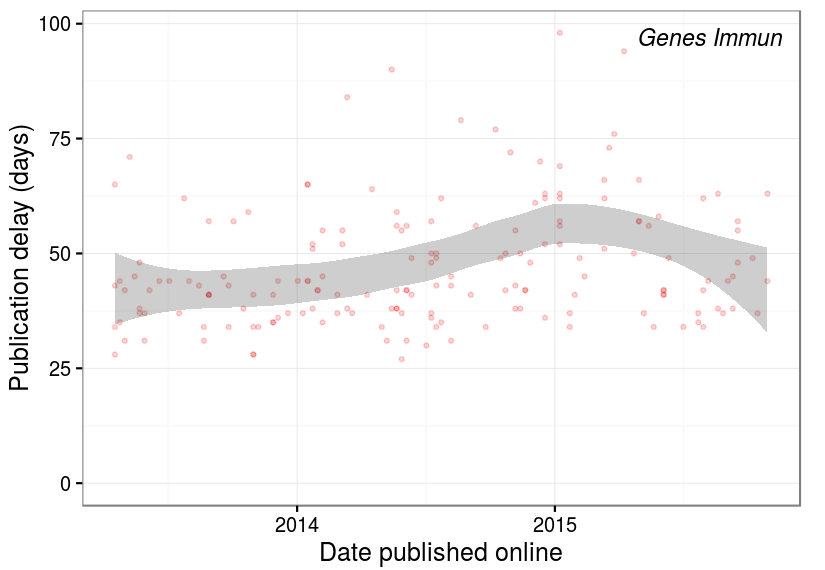 Genes Immun
100
75
50
25
0
Publication delay (days)
2014 2015
Date published online